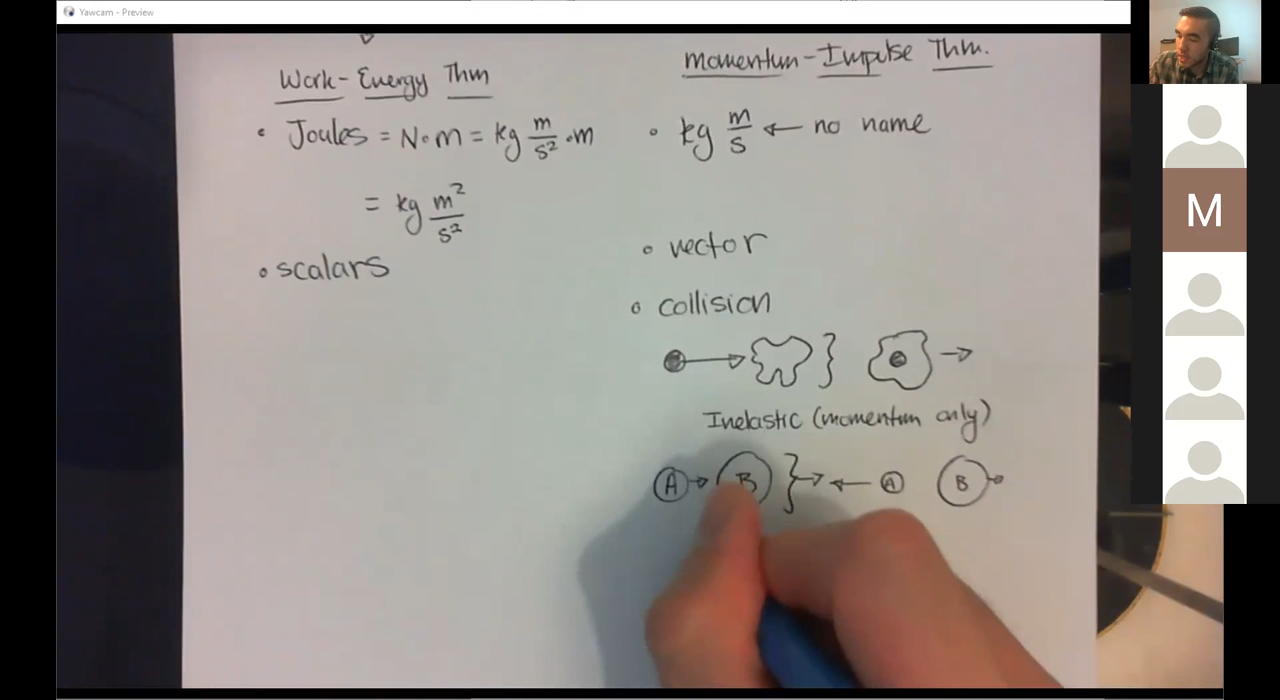 Yawcam - Preview
Work-Energy Thm
• Joules = N•m = kg m/s² •m
= kg m²/s²
• scalars
Momentum-Impulse Thm.
• kg m/s ← no name
• vector
• collision
Inelastic (momentum only)
A → B } → ← A B →
M